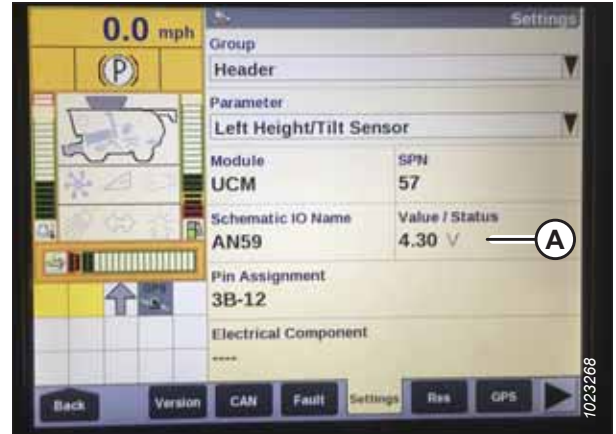 0.0 mph
Settings
(P)
Group
Header
Parameter
Left Height/Tilt Sensor
Module
SPN
UCM
57
Schematic IO Name
Value / Status
AN59
4.30 V
A
Pin Assignment
3B-12
Electrical Component
----
Back
Version
CAN
Fault
Settings
Res
GPS
1023268